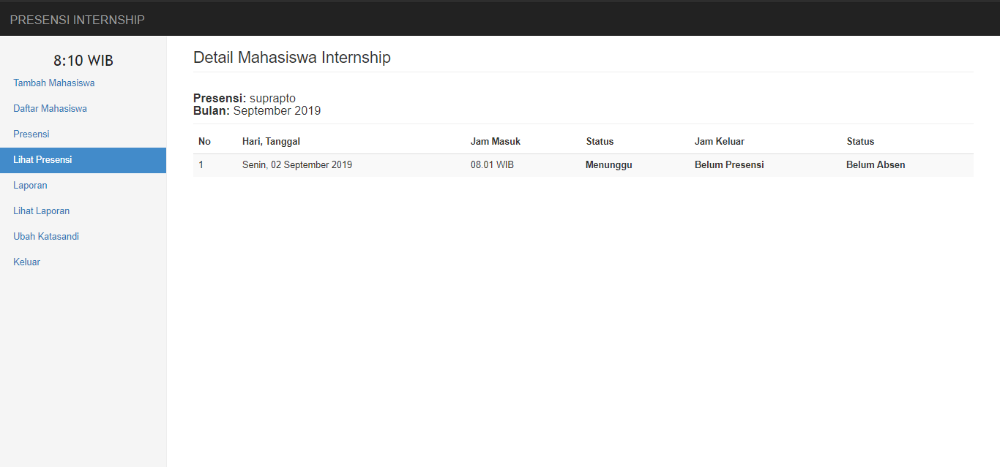 PRESENSI INTERNSHIP
8:10 WIB
Tambah Mahasiswa
Daftar Mahasiswa
Presensi
Lihat Presensi
Laporan
Lihat Laporan
Ubah Katasandi
Keluar
Detail Mahasiswa Internship
Presensi: suprapto
Bulan: September 2019
No Hari, Tanggal Jam Masuk Status Jam Keluar Status
1 Senin, 02 September 2019 08.01 WIB Menunggu Belum Presensi Belum Absen